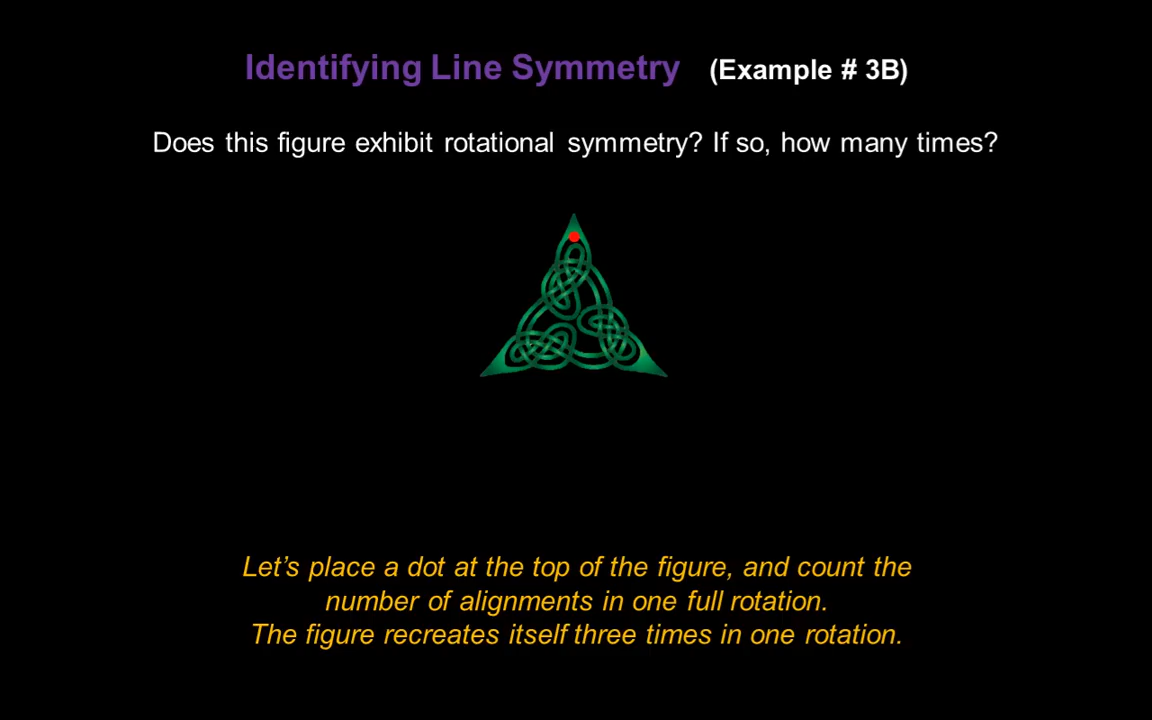 Identifying Line Symmetry (Example # 3B)
Does this figure exhibit rotational symmetry? If so, how many times?
Let’s place a dot at the top of the figure, and count the
number of alignments in one full rotation.
The figure recreates itself three times in one rotation.